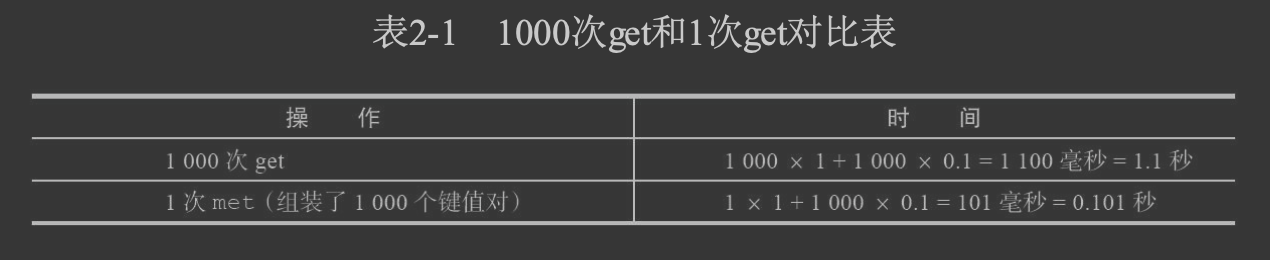 表2-1 1000次get和1次get对比表
操 作 时 间
1 000 次 get 1 000 × 1 + 1 000 × 0.1 = 1 100 毫秒 = 1.1 秒
1 次 met（组装了 1 000 个键值对） 1 × 1 + 1 000 × 0.1 = 101 毫秒 = 0.101 秒